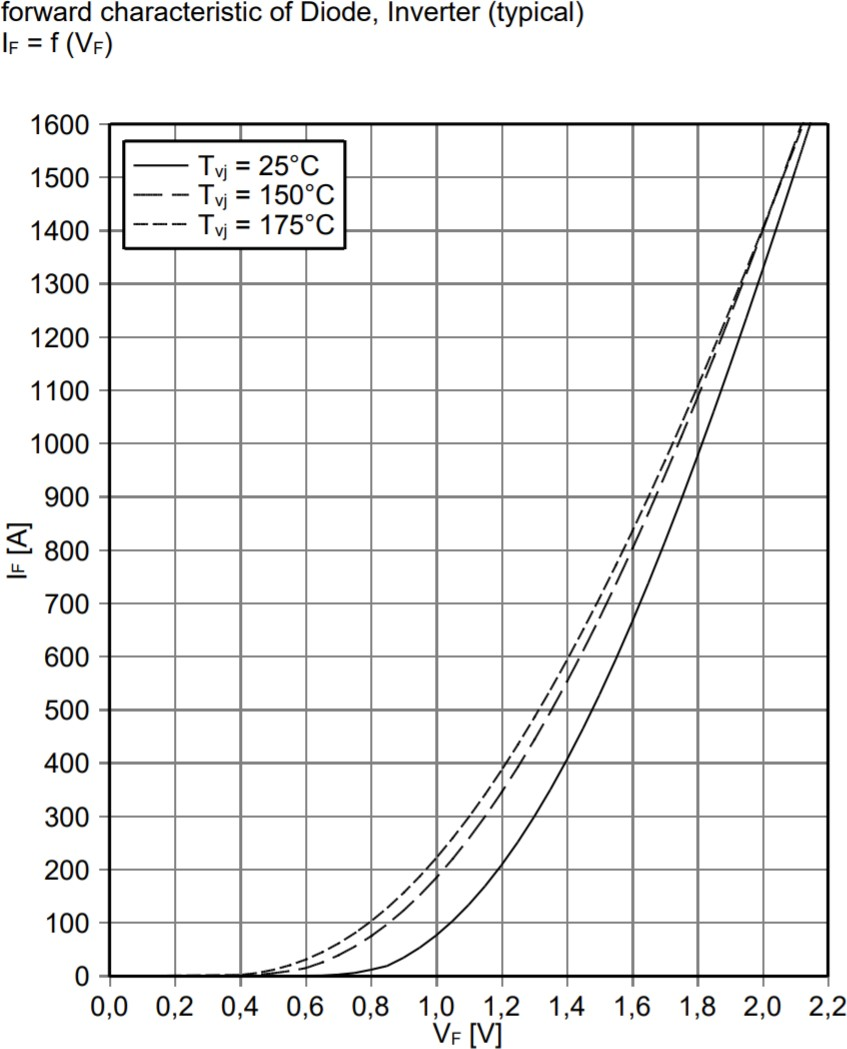 forward characteristic of Diode, Inverter (typical)
IF = f (VF)
1600
1500
1400
1300
1200
1100
1000
900
800
700
600
500
400
300
200
100
0
IF [A]
Tvj = 25°C
Tvj = 150°C
Tvj = 175°C
0,0 0,2 0,4 0,6 0,8 1,0 1,2 1,4 1,6 1,8 2,0 2,2
VF [V]